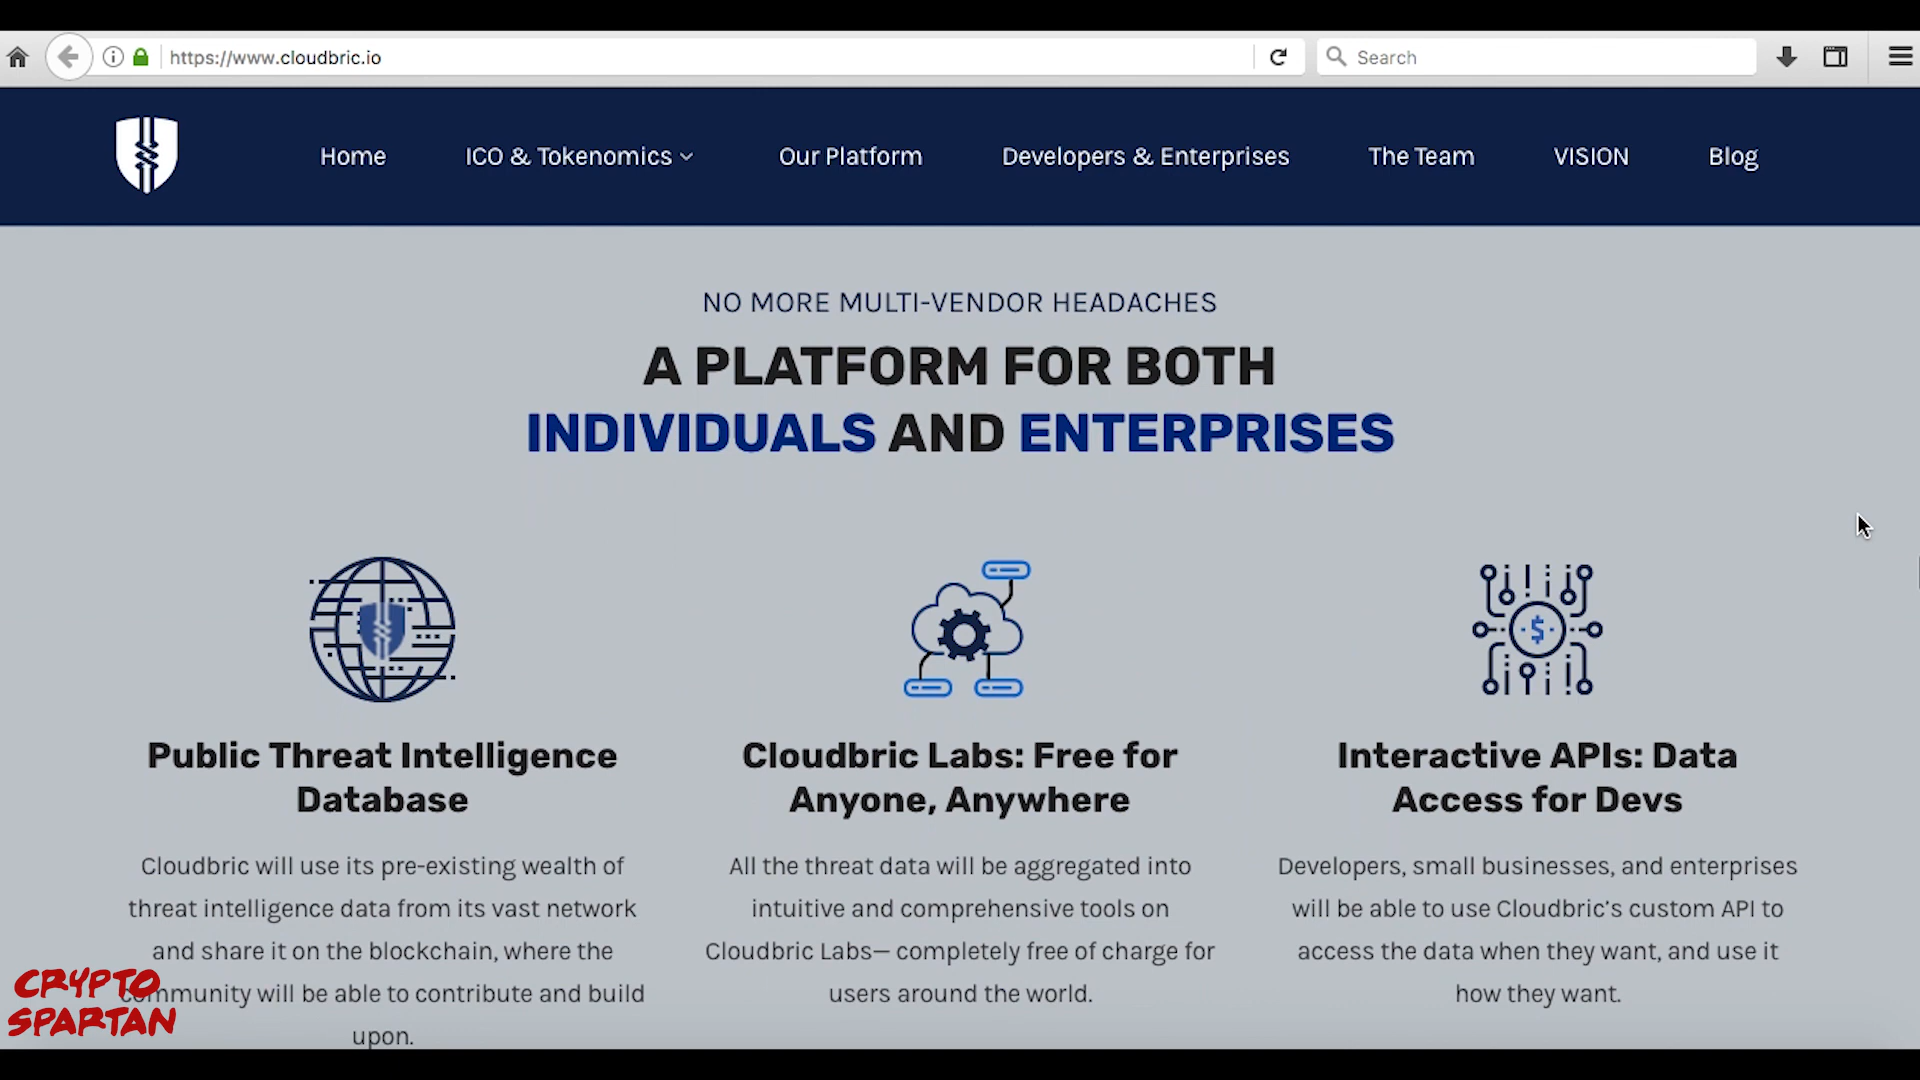 https://www.cloudbric.io
Search
Home ICO & Tokenomics Our Platform Developers & Enterprises The Team VISION Blog
NO MORE MULTI-VENDOR HEADACHES
A PLATFORM FOR BOTH
INDIVIDUALS AND ENTERPRISES
$
Public Threat Intelligence
Database
Cloudbric will use its pre-existing wealth of
threat intelligence data from its vast network
and share it on the blockchain, where the
community will be able to contribute and build
upon.
Cloudbric Labs: Free for
Anyone, Anywhere
All the threat data will be aggregated into
intuitive and comprehensive tools on
Cloudbric Labs— completely free of charge for
users around the world.
Interactive APIs: Data
Access for Devs
Developers, small businesses, and enterprises
will be able to use Cloudbric's custom API to
access the data when they want, and use it
how they want.
CRYPTO
SPARTAN